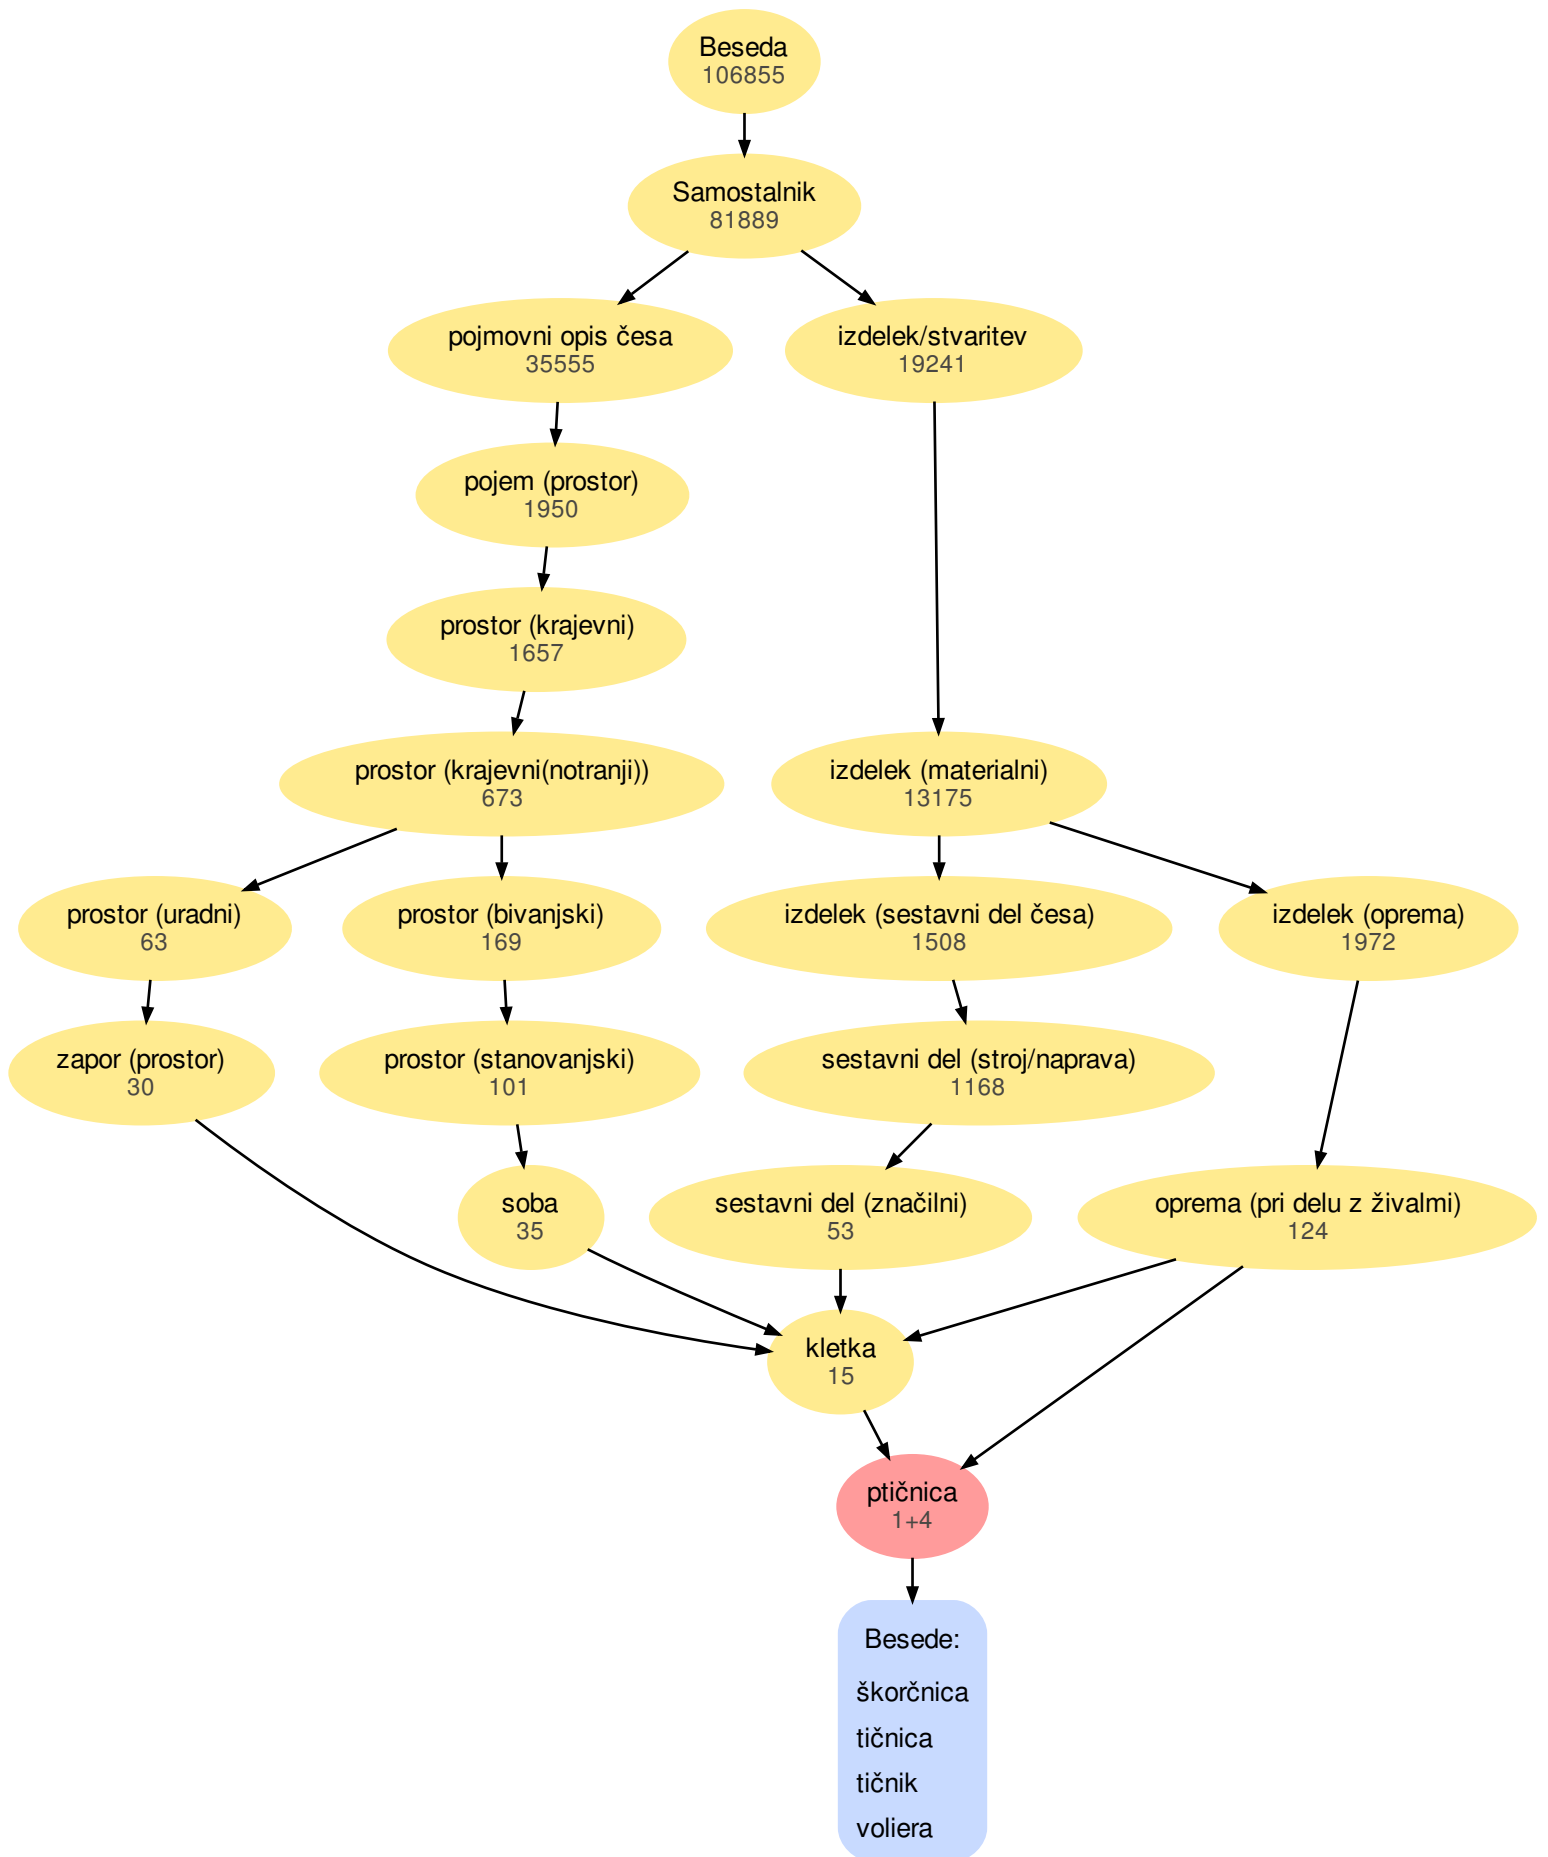 Beseda
106855
Samostalnik
81889
pojmovni opis česa
35555
izdelek/stvaritev
19241
pojem (prostor)
1950
prostor (krajevni)
1657
prostor (krajevni(notranji))
673
izdelek (materialni)
13175
prostor (uradni)
63
prostor (bivanjski)
169
izdelek (sestavni del česa)
1508
izdelek (oprema)
1972
zapor (prostor)
30
prostor (stanovanjski)
101
sestavni del (stroj/naprava)
1168
soba
35
sestavni del (značilni)
53
oprema (pri delu z živalmi)
124
kletka
15
ptičnica
1+4
Besede:
škorčnica
tičnica
tičnik
voliera